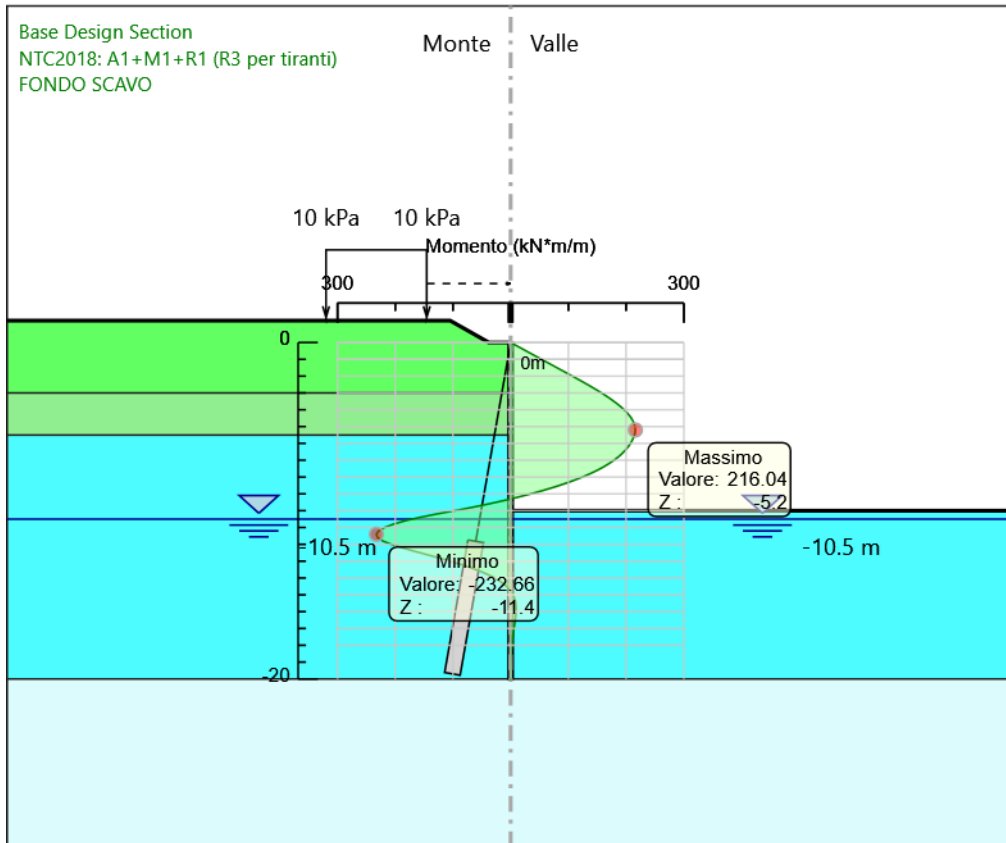 Base Design Section
NTC2018: A1+M1+R1 (R3 per tiranti)
FONDO SCAVO
Monte Valle
10 kPa 10 kPa
Momento (kN*m/m)
300 300
0
0m
Massimo
Valore: 216.04
Z : -5.2
10.5 m -10.5 m
Minimo
Valore: -232.66
Z : -11.4
-20